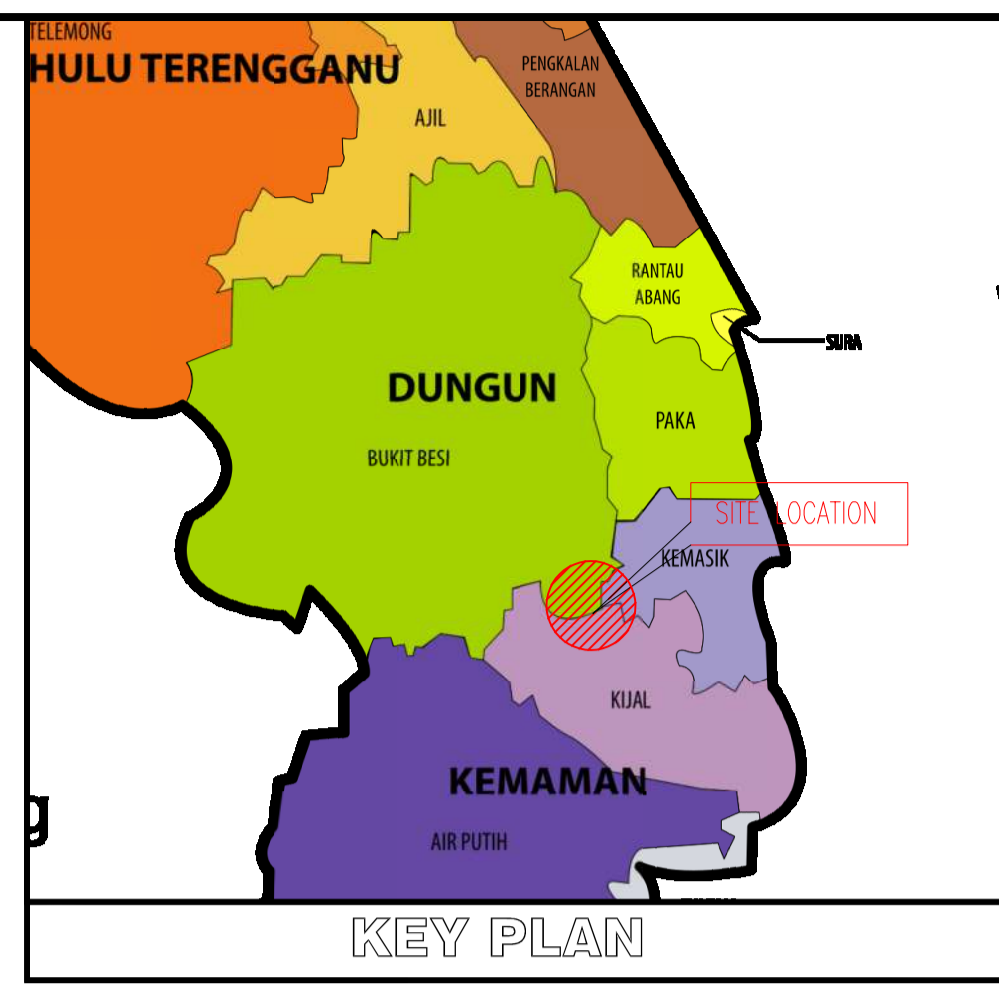 TELEMONG
HULU TERENGGANU
PENGKALAN
BERANGAN
AJIL
RANTAU
ABANG
SURA
DUNGUN
PAKA
BUKIT BESI
SITE LOCATION
KEMASIK
KIJAL
KEMAMAN
g
AIR PUTIH
KEY PLAN